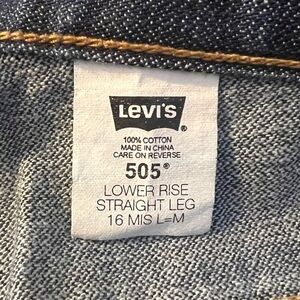 LEVI'S ®
100% COTTON
MADE IN CHINA
CARE ON REVERSE
505®
LOWER RISE
STRAIGHT LEG
16 MIS L=M